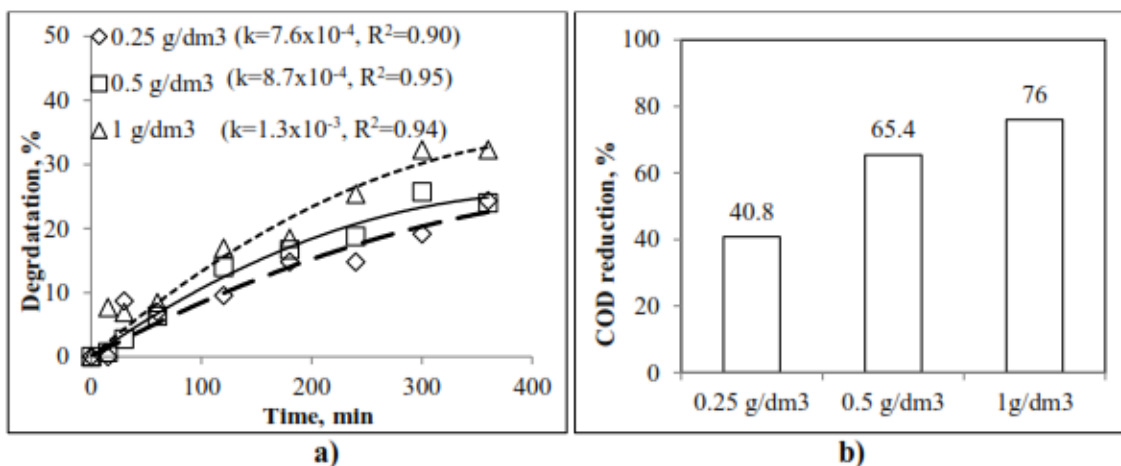 50
0.25 g/dm3 (k=7.6x10⁻⁴, R²=0.90)
40
0.5 g/dm3 (k=8.7x10⁻⁴, R²=0.95)
1 g/dm3 (k=1.3x10⁻³, R²=0.94)
30
20
10
0
0 100 200 300 400
Degrdatation, %
Time, min
a)
100
80
60
40
20
0
COD reduction, %
40.8
65.4
76
0.25 g/dm3 0.5 g/dm3 1g/dm3
b)